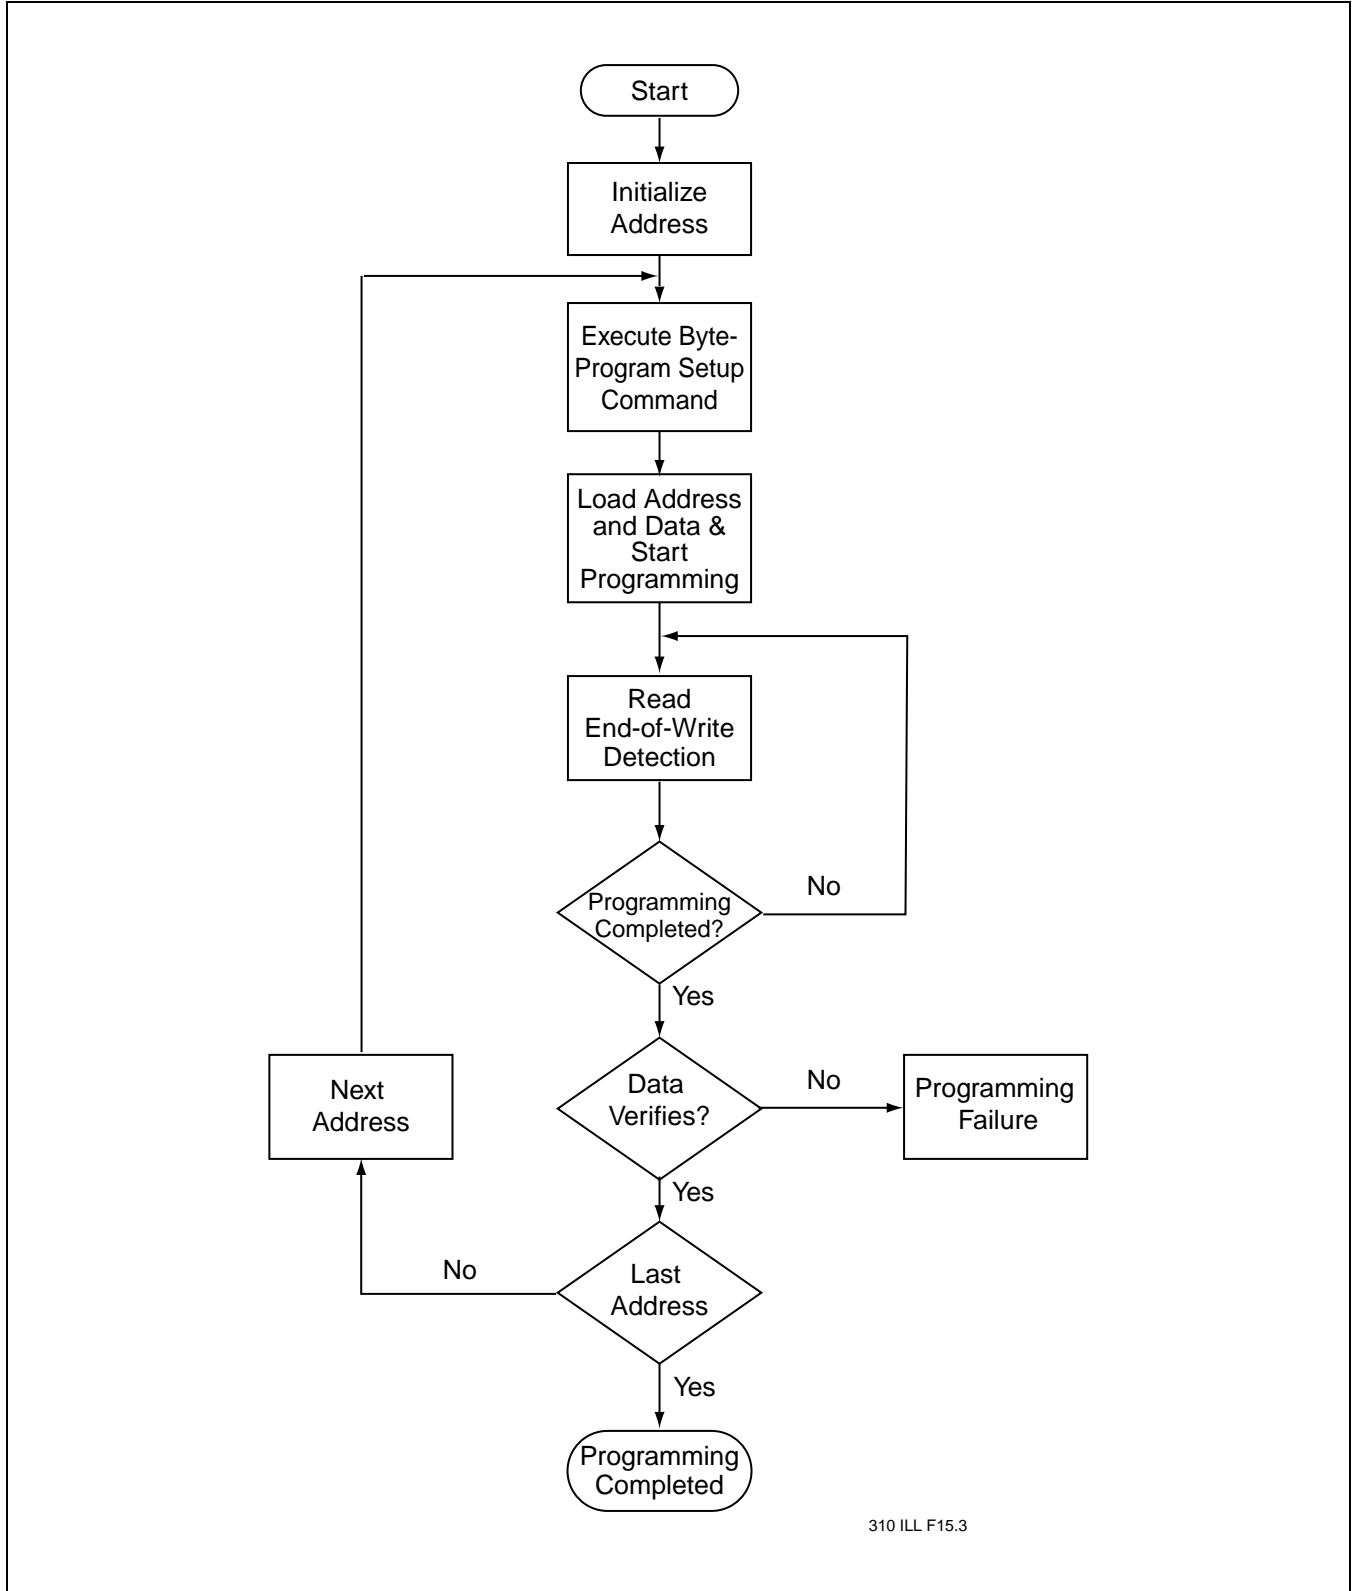 Start
Initialize
Address
Execute Byte-
Program Setup
Command
Load Address
and Data &
Start
Programming
Read
End-of-Write
Detection
Programming
Completed?
No
Yes
Next
Address
Data
Verifies?
No
Programming
Failure
Yes
No
Last
Address
Yes
Programming
Completed
310 ILL F15.3